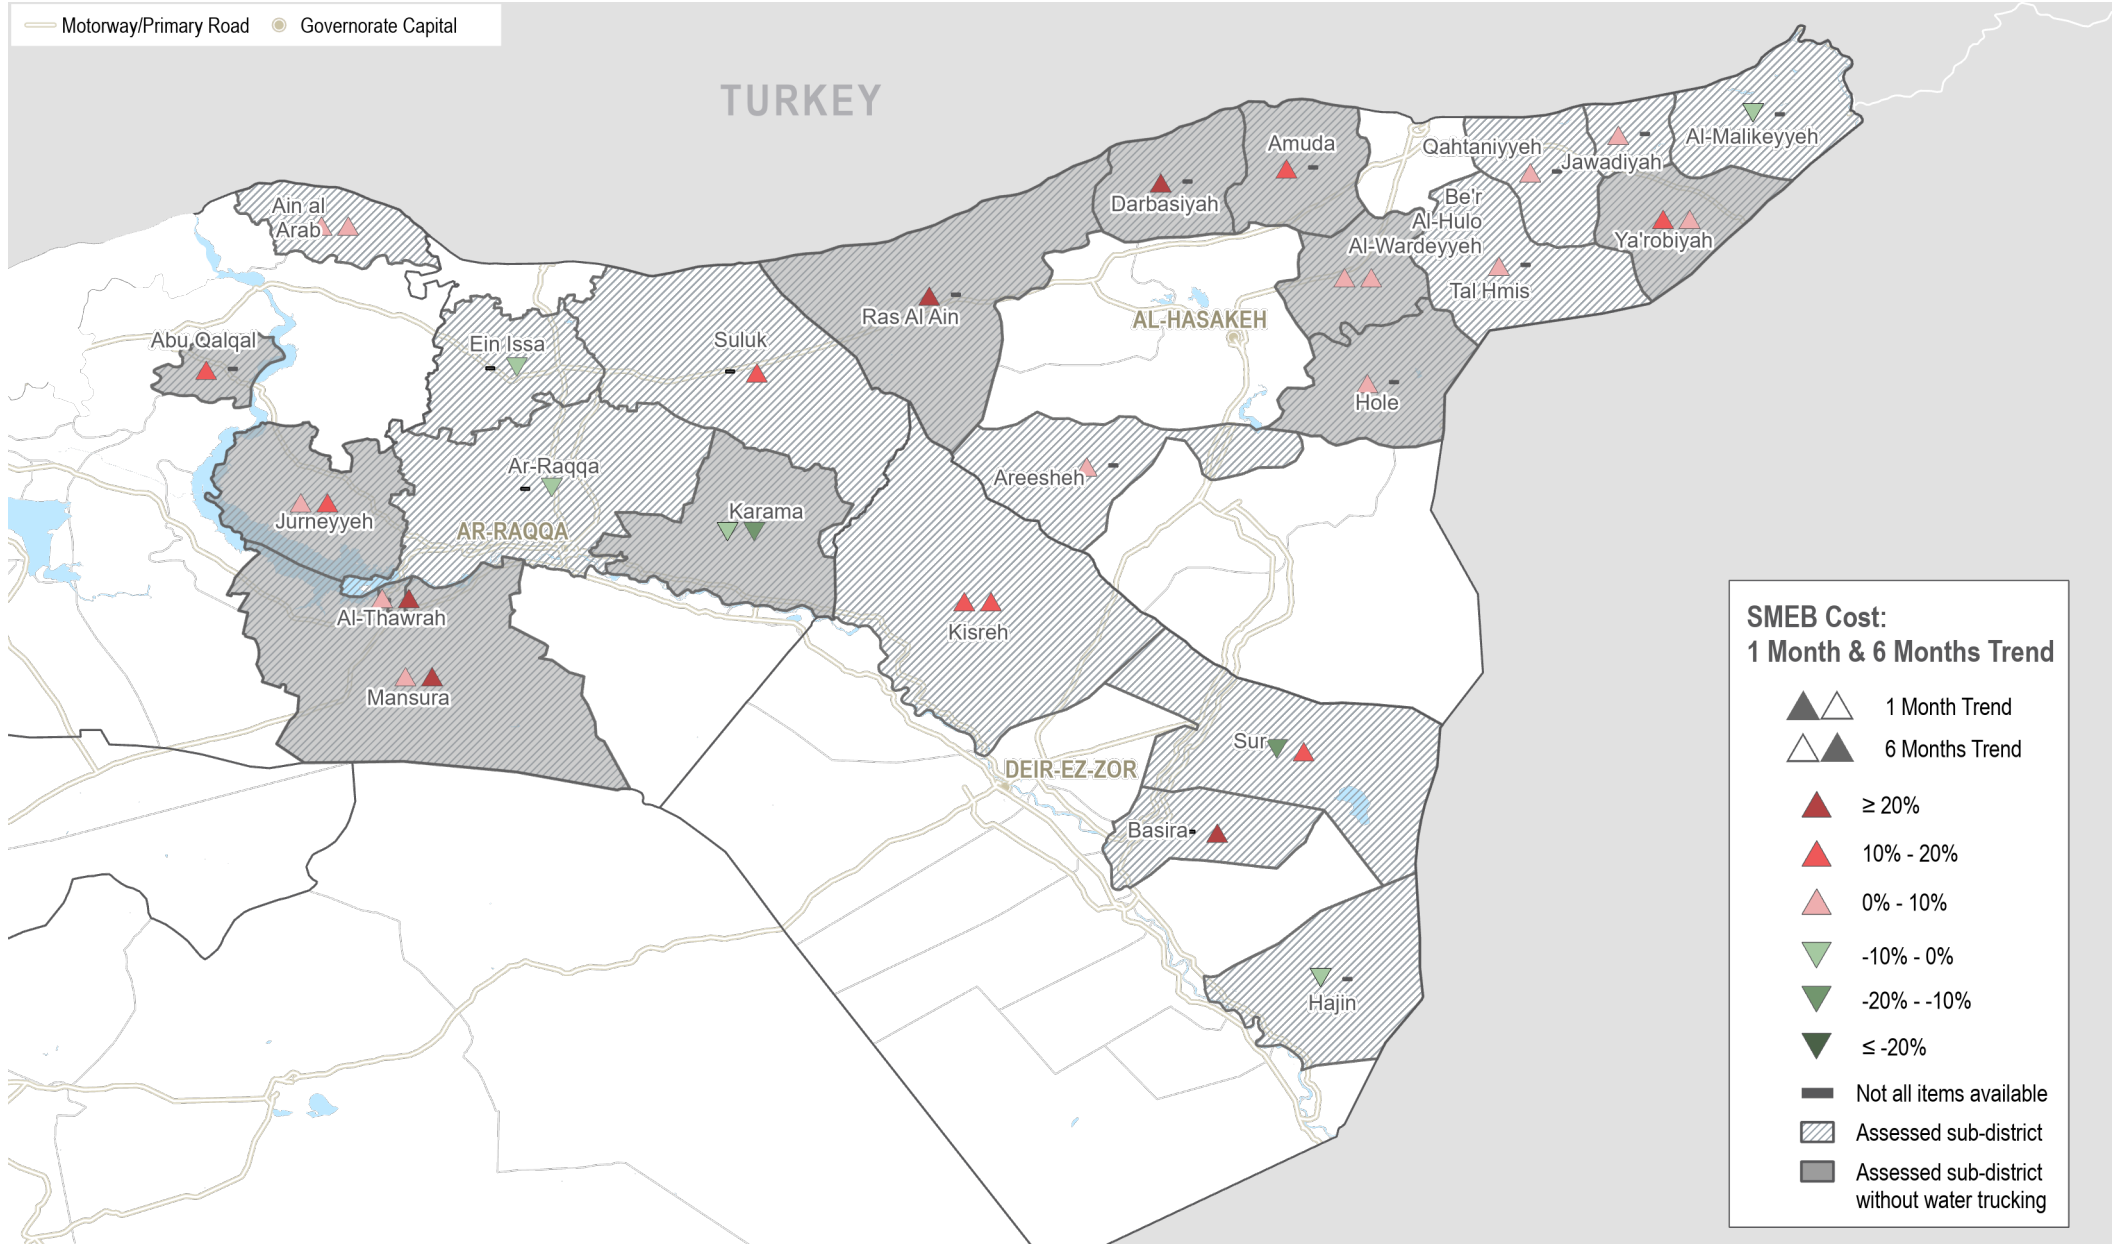 Motorway/Primary Road
Governorate Capital
TURKEY
Al-Malikeyyeh
Jawadiyah
Qahtaniyyeh
Amuda
Darbasiyah
Be'r
Al-Hulo
Al-Wardeyyeh
Ya'robiyah
Tal Hmis
Ain al
Arab
Ras Al Ain
AL-HASAKEH
Abu Qalqal
Ein Issa
Suluk
Hole
Ar-Raqqa
Areesheh
Jurneyyeh
AR-RAQQA
Karama
Al-Thawrah
Kisreh
Mansura
Sur
DEIR-EZ-ZOR
Basira
Hajin
SMEB Cost:
1 Month & 6 Months Trend
1 Month Trend
6 Months Trend
≥ 20%
10% - 20%
0% - 10%
-10% - 0%
-20% - -10%
≤ -20%
Not all items available
Assessed sub-district
Assessed sub-district
without water trucking